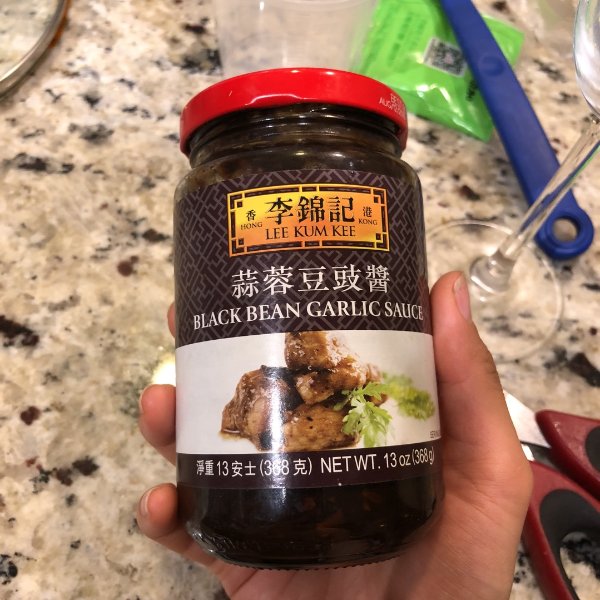 香港 李錦記
HONG KONG
LEE KUM KEE
蒜蓉豆豉醬
BLACK BEAN GARLIC SAUCE
淨重 13 安士 (368 克) NET WT. 13 oz (368 g)